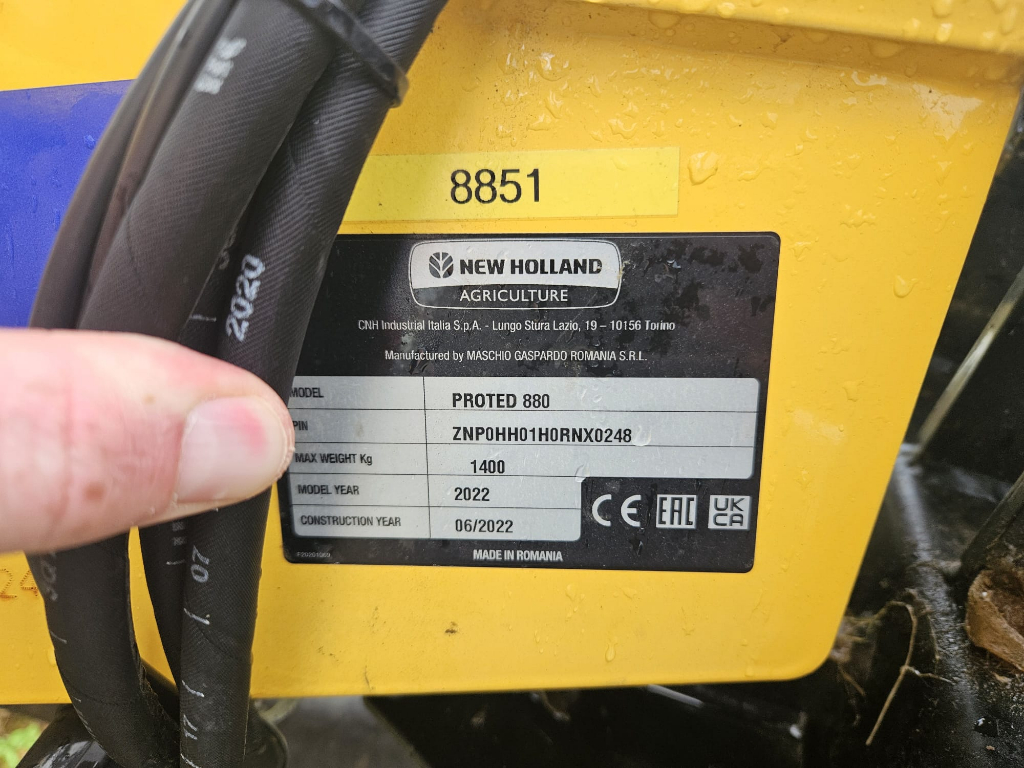 8851
NEW HOLLAND
AGRICULTURE
CNH Industrial Italia S.p.A. - Lungo Stura Lazio, 19 – 10156 Torino
Manufactured by MASCHIO GASPARDO ROMANIA S.R.L.
MODEL PROTED 880
PIN ZNP0HH01H0RNX0248
MAX WEIGHT Kg 1400
MODEL YEAR 2022
CONSTRUCTION YEAR 06/2022
CE EAC UK CA
MADE IN ROMANIA
2020
07
17